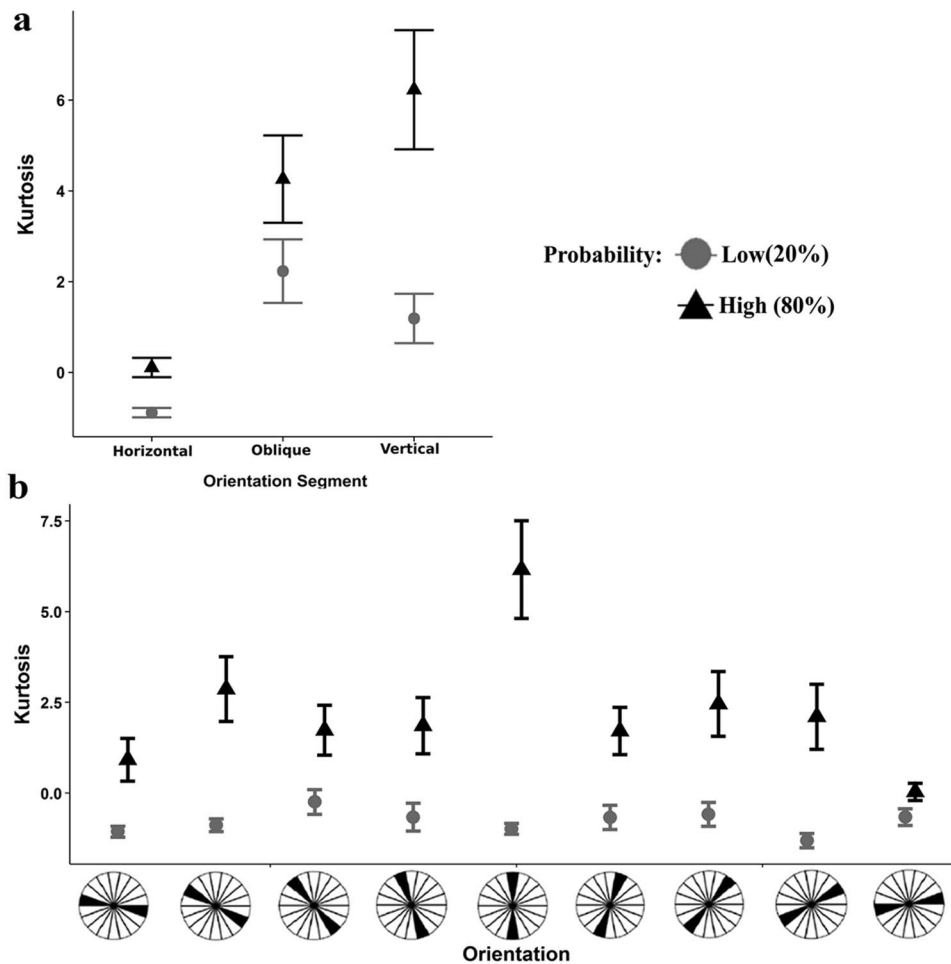 a
Kurtosis
6
4
2
0
Horizontal Oblique Vertical
Orientation Segment
Probability: Low(20%)
High (80%)
b
Kurtosis
7.5
5.0
2.5
0.0
Orientation